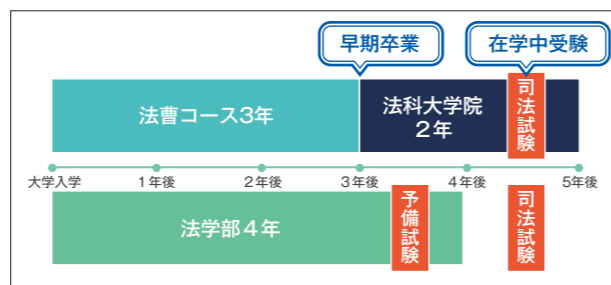 早期卒業
在学中受験
法曹コース3年
法科大学院
2年
司法試験
大学入学
1年後
2年後
3年後
4年後
5年後
法学部4年
予備試験
司法試験